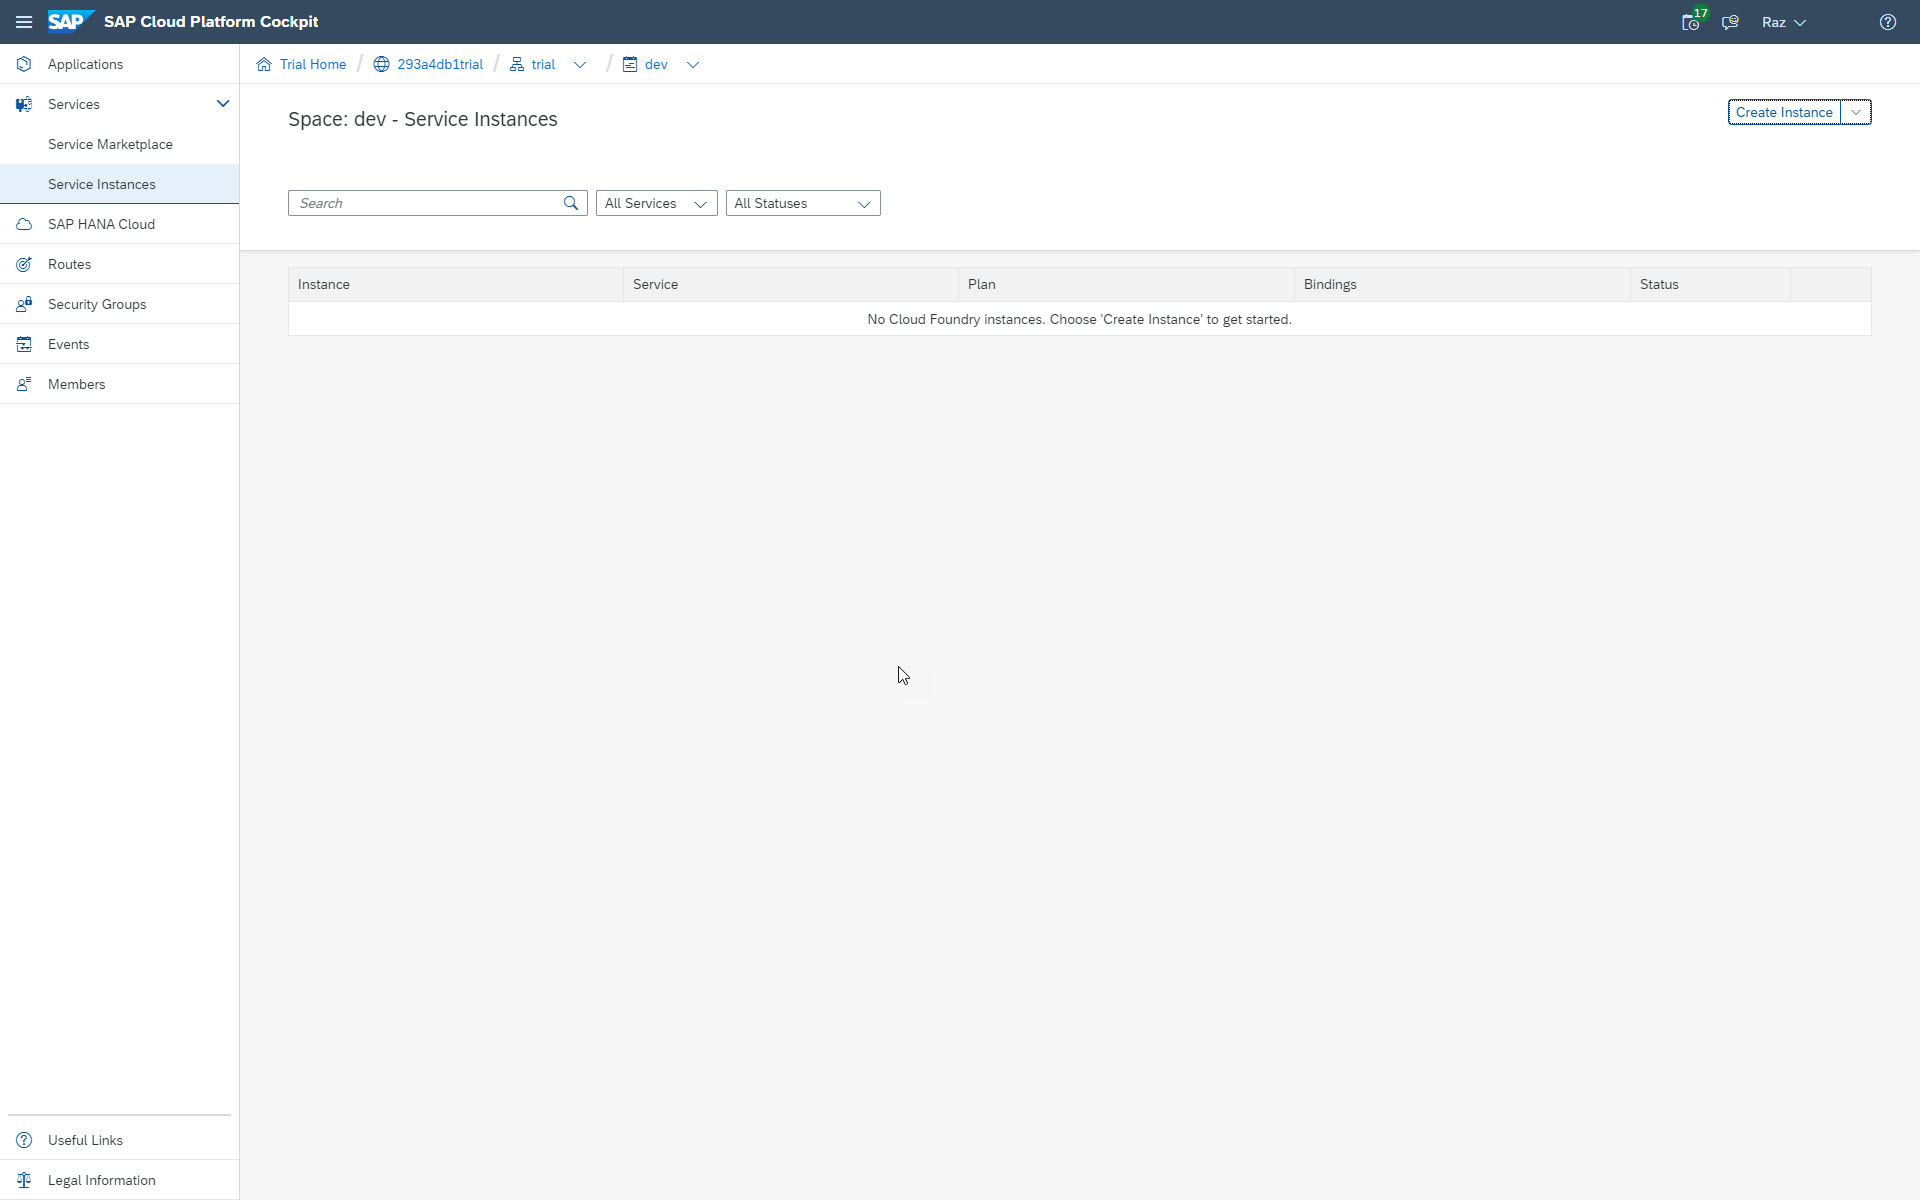 SAP SAP Cloud Platform Cockpit
17
Raz
Applications
Services
Service Marketplace
Service Instances
SAP HANA Cloud
Routes
Security Groups
Events
Members
Useful Links
Legal Information
Trial Home / 293a4db1trial / trial / dev
Space: dev - Service Instances
Create Instance
Search
All Services
All Statuses
Instance Service Plan Bindings Status
No Cloud Foundry instances. Choose 'Create Instance' to get started.